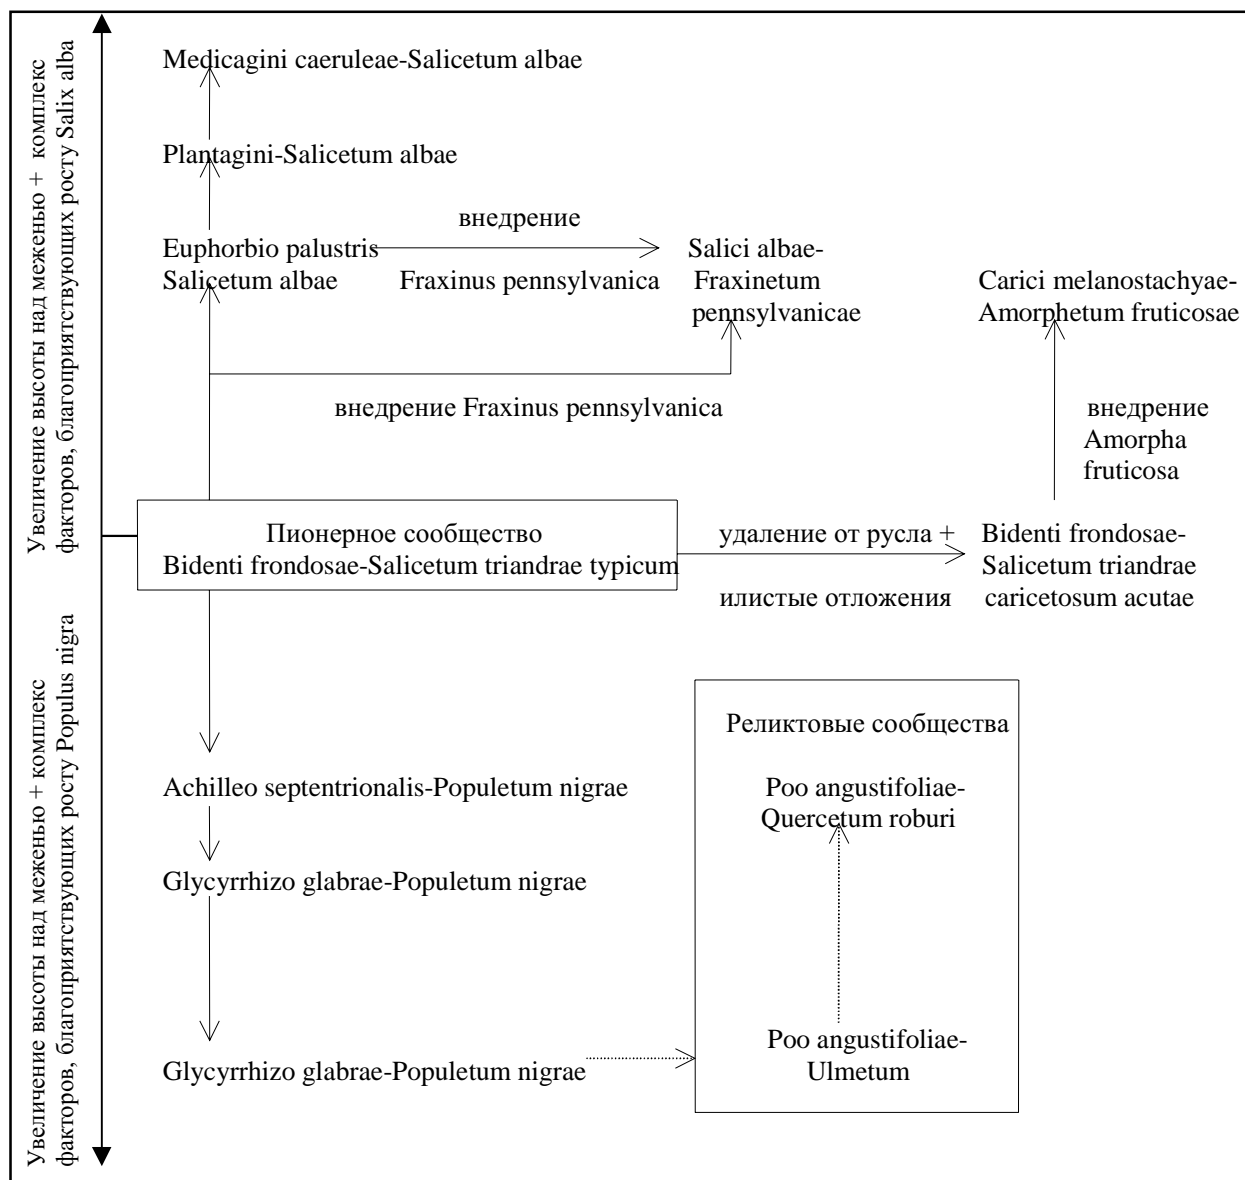 Увеличение высоты над меженью + комплекс
факторов, благоприятствующих росту Salix alba
Medicagini caeruleae-Salicetum albae
Plantagini-Salicetum albae
внедрение
Euphorbio palustris
Salicetum albae
Fraxinus pennsylvanica
Salici albae-
Fraxinetum
pennsylvanicae
Carici melanostachyae-
Amorphetum fruticosae
внедрение Fraxinus pennsylvanica
внедрение
Amorpha
fruticosa
Пионерное сообщество
Bidenti frondosae-Salicetum triandrae typicum
удаление от русла +
илистые отложения
Bidenti frondosae-
Salicetum triandrae
caricetosum acutae
Увеличение высоты над меженью + комплекс
факторов, благоприятствующих росту Populus nigra
Achilleo septentrionalis-Populetum nigrae
Glycyrrhizo glabrae-Populetum nigrae
Glycyrrhizo glabrae-Populetum nigrae
Реликтовые сообщества
Poo angustifoliae-
Quercetum roburi
Poo angustifoliae-
Ulmetum